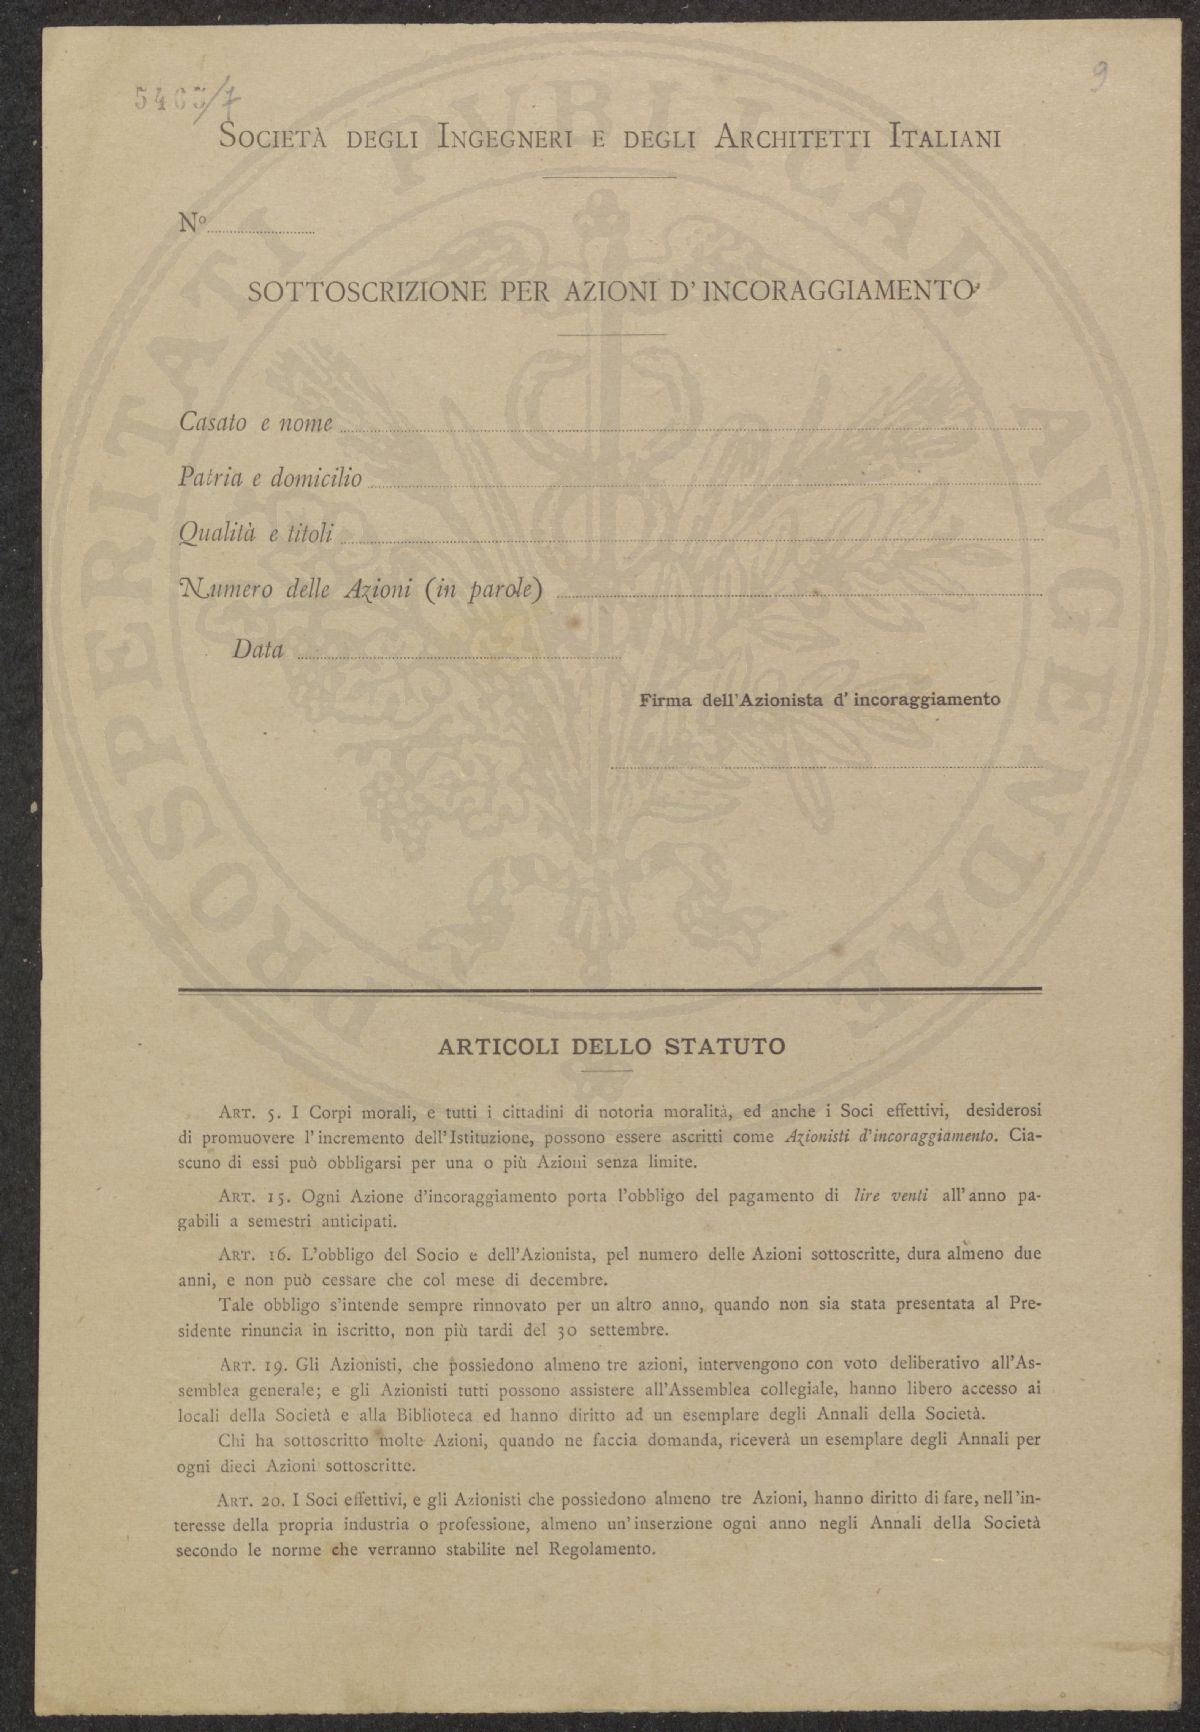 5463/7
9
SOCIETÀ DEGLI INGEGNERI E DEGLI ARCHITETTI ITALIANI
Nº
SOTTOSCRIZIONE PER AZIONI D'INCORAGGIAMENTO
Casato e nome
Patria e domicilio
Qualità e titoli
Numero delle Azioni (in parole)
Data
Firma dell'Azionista d'incoraggiamento
PROSPERITATI PVBLICAE AVGENDAE
ARTICOLI DELLO STATUTO
ART. 5. I Corpi morali, e tutti i cittadini di notoria moralità, ed anche i Soci effettivi, desiderosi
di promuovere l'incremento dell'Istituzione, possono essere ascritti come Azionisti d'incoraggiamento. Cia-
scuno di essi può obbligarsi per una o più Azioni senza limite.
ART. 15. Ogni Azione d'incoraggiamento porta l'obbligo del pagamento di lire venti all'anno pa-
gabili a semestri anticipati.
ART. 16. L'obbligo del Socio e dell'Azionista, pel numero delle Azioni sottoscritte, dura almeno due
anni, e non può cessare che col mese di decembre.
Tale obbligo s'intende sempre rinnovato per un altro anno, quando non sia stata presentata al Pre-
sidente rinuncia in iscritto, non più tardi del 30 settembre.
ART. 19. Gli Azionisti, che possiedono almeno tre azioni, intervengono con voto deliberativo all'As-
semblea generale; e gli Azionisti tutti possono assistere all'Assemblea collegiale, hanno libero accesso ai
locali della Società e alla Biblioteca ed hanno diritto ad un esemplare degli Annali della Società.
Chi ha sottoscritto molte Azioni, quando ne faccia domanda, riceverà un esemplare degli Annali per
ogni dieci Azioni sottoscritte.
ART. 20. I Soci effettivi, e gli Azionisti che possiedono almeno tre Azioni, hanno diritto di fare, nell'in-
teresse della propria industria o professione, almeno un'inserzione ogni anno negli Annali della Società
secondo le norme che verranno stabilite nel Regolamento.